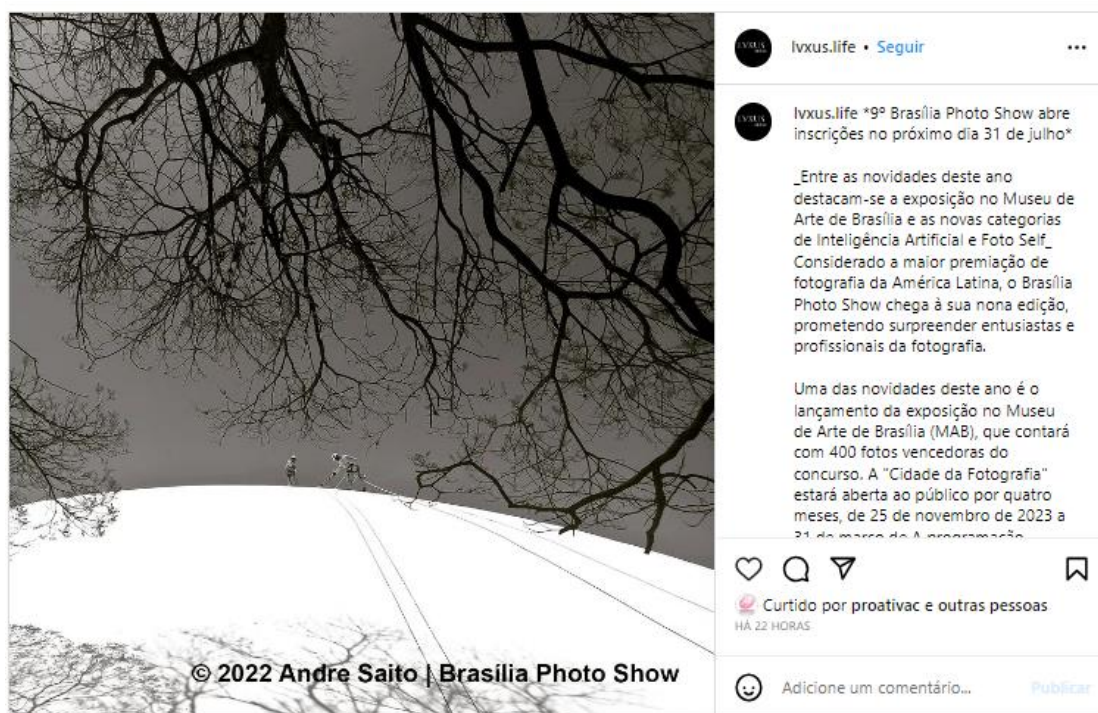 lvxus.life • Seguir
lvxus.life *9º Brasília Photo Show abre
inscrições no próximo dia 31 de julho*
_Entre as novidades deste ano
destacam-se a exposição no Museu de
Arte de Brasília e as novas categorias
de Inteligência Artificial e Foto Self_
Considerado a maior premiação de
fotografia da América Latina, o Brasília
Photo Show chega à sua nona edição,
prometendo surpreender entusiastas e
profissionais da fotografia.
Uma das novidades deste ano é o
lançamento da exposição no Museu
de Arte de Brasília (MAB), que contará
com 400 fotos vencedoras do
concurso. A "Cidade da Fotografia"
estará aberta ao público por quatro
meses, de 25 de novembro de 2023 a
31 de março de A programação
Curtido por proativac e outras pessoas
HÁ 22 HORAS
Adicione um comentário... Publicar
© 2022 Andre Saito | Brasília Photo Show